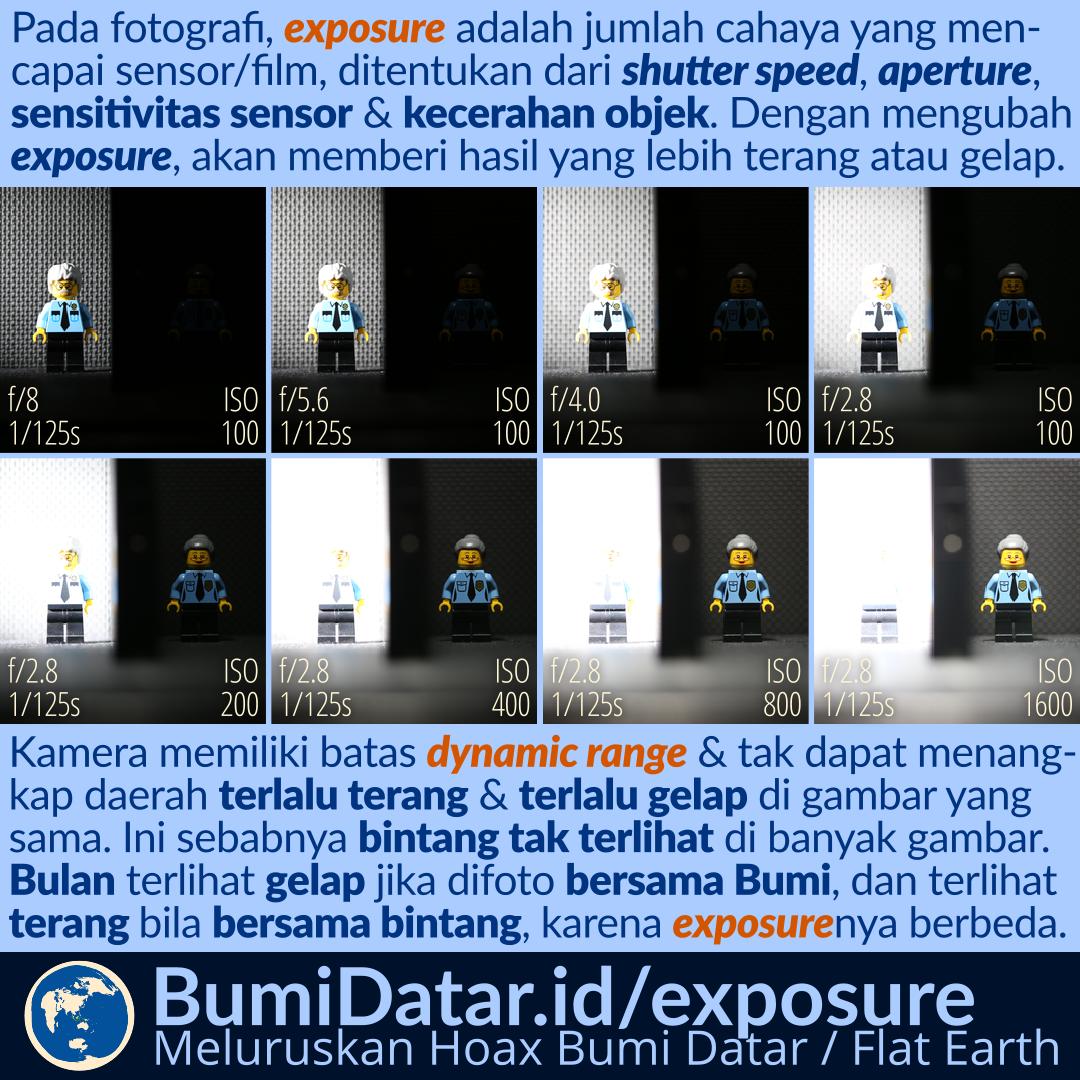 Pada fotografi, exposure adalah jumlah cahaya yang men-
capai sensor/film, ditentukan dari shutter speed, aperture,
sensitivitas sensor & kecerahan objek. Dengan mengubah
exposure, akan memberi hasil yang lebih terang atau gelap.
f/8 ISO
1/125s 100
f/5.6 ISO
1/125s 100
f/4.0 ISO
1/125s 100
f/2.8 ISO
1/125s 100
f/2.8 ISO
1/125s 200
f/2.8 ISO
1/125s 400
f/2.8 ISO
1/125s 800
f/2.8 ISO
1/125s 1600
Kamera memiliki batas dynamic range & tak dapat menang-
kap daerah terlalu terang & terlalu gelap di gambar yang
sama. Ini sebabnya bintang tak terlihat di banyak gambar.
Bulan terlihat gelap jika difoto bersama Bumi, dan terlihat
terang bila bersama bintang, karena exposurenya berbeda.
BumiDatar.id/exposure
Meluruskan Hoax Bumi Datar / Flat Earth